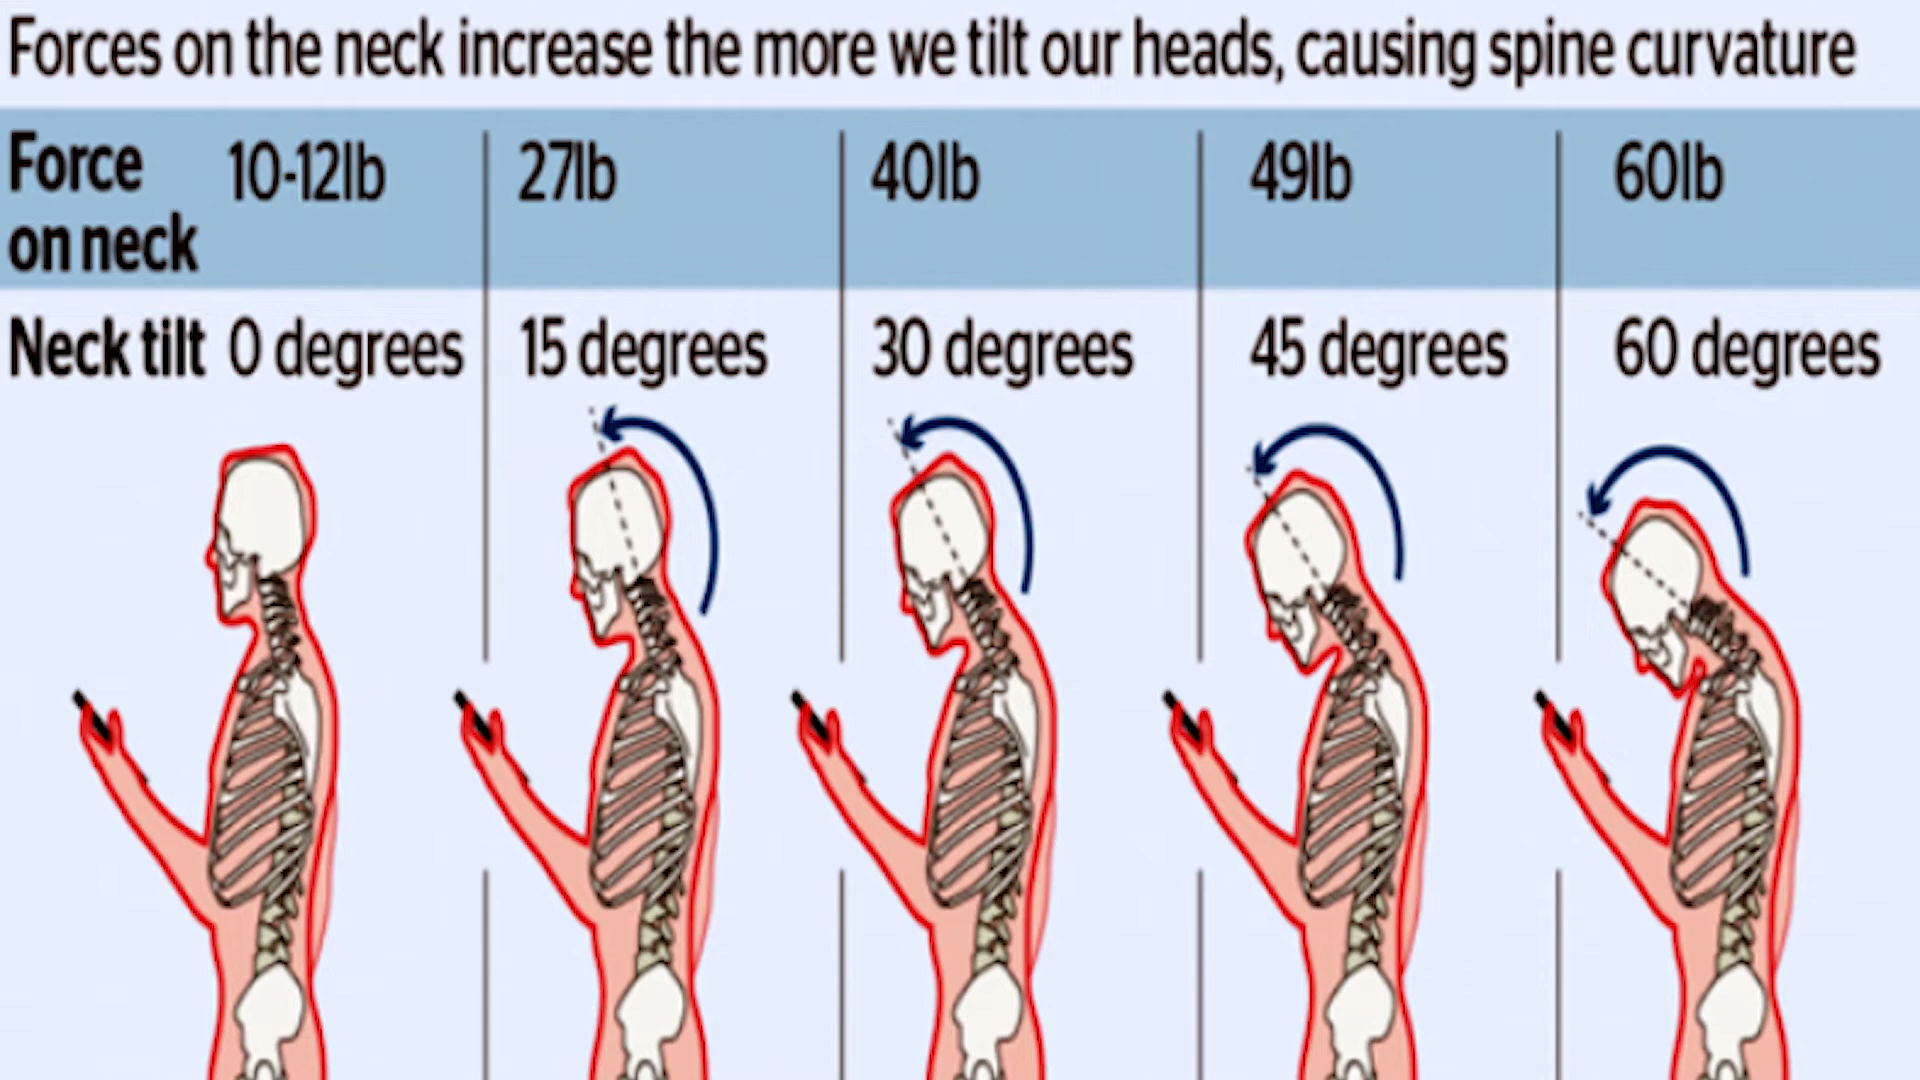 Forces on the neck increase the more we tilt our heads, causing spine curvature
Force on neck 10-12lb 27lb 40lb 49lb 60lb
Neck tilt 0 degrees 15 degrees 30 degrees 45 degrees 60 degrees